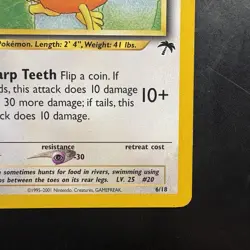 Pokémon. Length: 2' 4", Weight: 41 lbs.
arp Teeth Flip a coin. If
ds, this attack does 10 damage
30 more damage; if tails, this
10+
ck does 10 damage.
resistance retreat cost
-30
sometimes hunts for food in rivers, swimming using
between the toes on its rear legs. LV. 25 #20
©1995-2001 Nintendo, Creatures, GAMEFREAK. 6/18